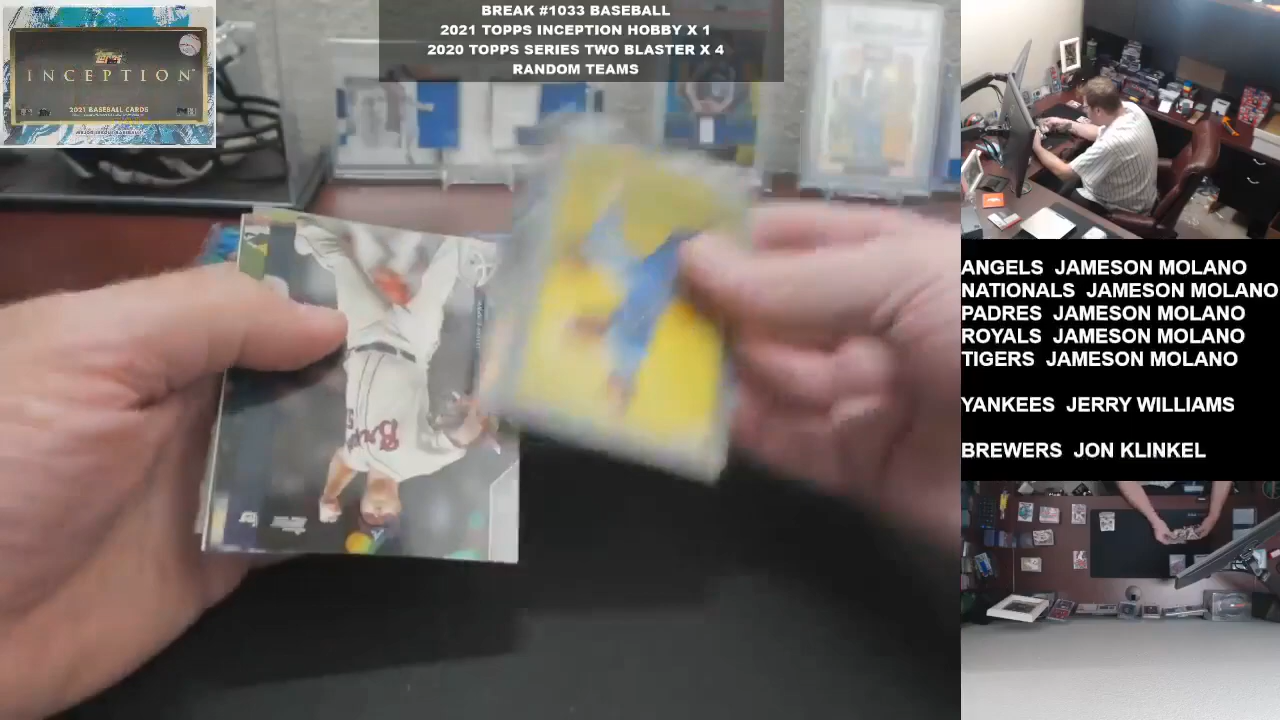 BREAK #1033 BASEBALL
2021 TOPPS INCEPTION HOBBY X 1
2020 TOPPS SERIES TWO BLASTER X 4
RANDOM TEAMS
Topps
INCEPTION
2021 BASEBALL CARDS
ANGELS JAMESON MOLANO
NATIONALS JAMESON MOLANO
PADRES JAMESON MOLANO
ROYALS JAMESON MOLANO
TIGERS JAMESON MOLANO
YANKEES JERRY WILLIAMS
BREWERS JON KLINKEL